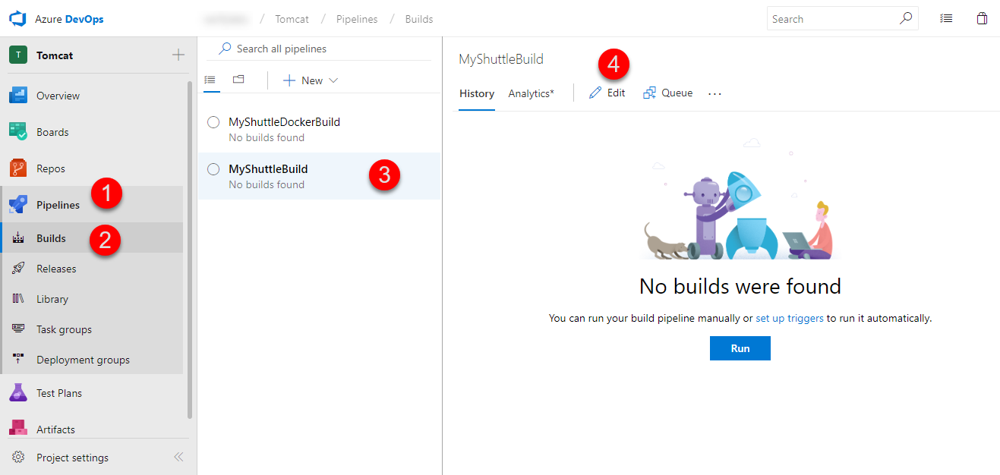 Azure DevOps
/ Tomcat / Pipelines / Builds
Search
T Tomcat
Overview
Boards
Repos
Pipelines
1
Builds
2
Releases
Library
Task groups
Deployment groups
Test Plans
Artifacts
Project settings
Search all pipelines
New
MyShuttleDockerBuild
No builds found
MyShuttleBuild
No builds found
3
MyShuttleBuild
4
History Analytics* Edit Queue ...
No builds were found
You can run your build pipeline manually or set up triggers to run it automatically.
Run